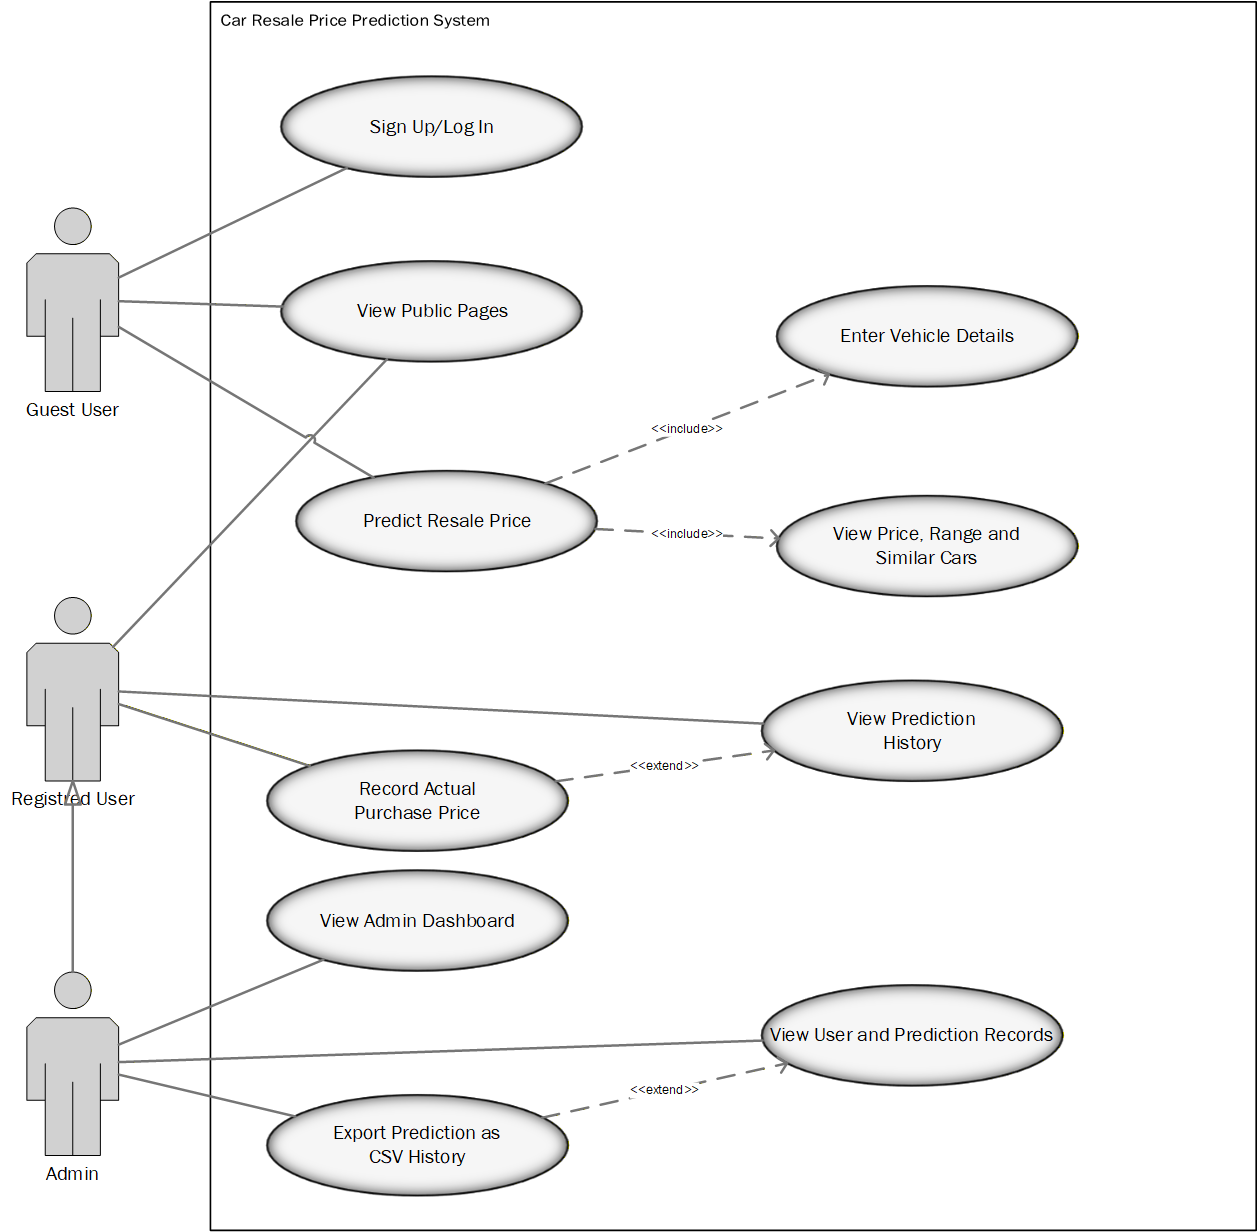 Car Resale Price Prediction System
Sign Up/Log In
View Public Pages
Enter Vehicle Details
Guest User
<<include>>
Predict Resale Price
<<include>>
View Price, Range and
Similar Cars
View Prediction
History
<<extend>>
Registred User
Record Actual
Purchase Price
View Admin Dashboard
View User and Prediction Records
<<extend>>
Export Prediction as
CSV History
Admin